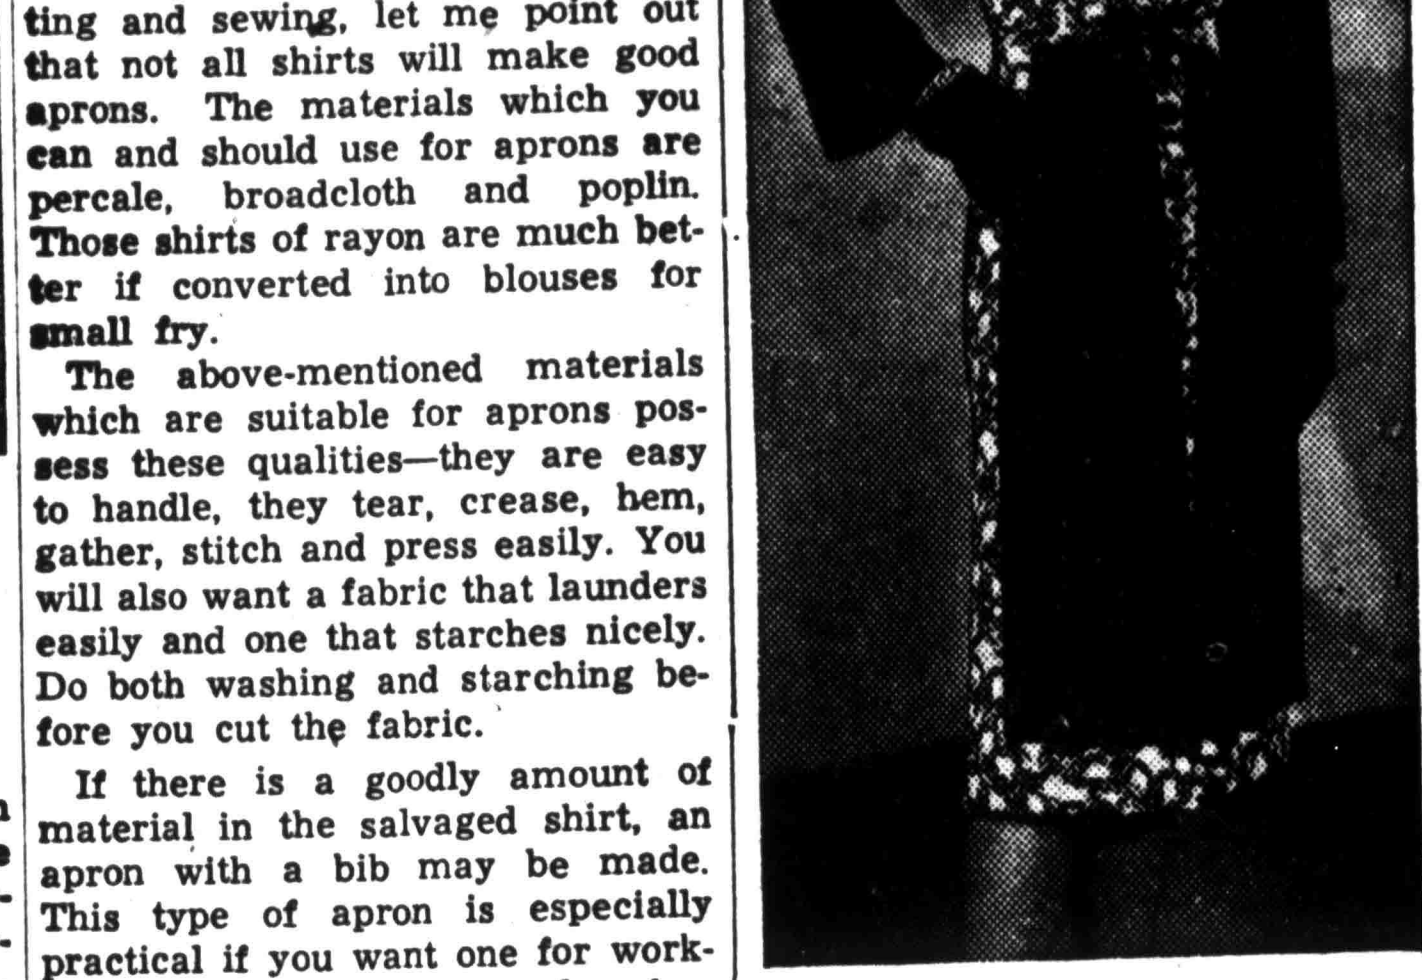 ting and sewing, let me point out
that not all shirts will make good
aprons. The materials which you
can and should use for aprons are
percale, broadcloth and poplin.
Those shirts of rayon are much bet-
ter if converted into blouses for
small fry.
The above-mentioned materials
which are suitable for aprons pos-
sess these qualities—they are easy
to handle, they tear, crease, hem,
gather, stitch and press easily. You
will also want a fabric that launders
easily and one that starches nicely.
Do both washing and starching be-
fore you cut the fabric.
If there is a goodly amount of
material in the salvaged shirt, an
apron with a bib may be made.
This type of apron is especially
practical if you want one for work-